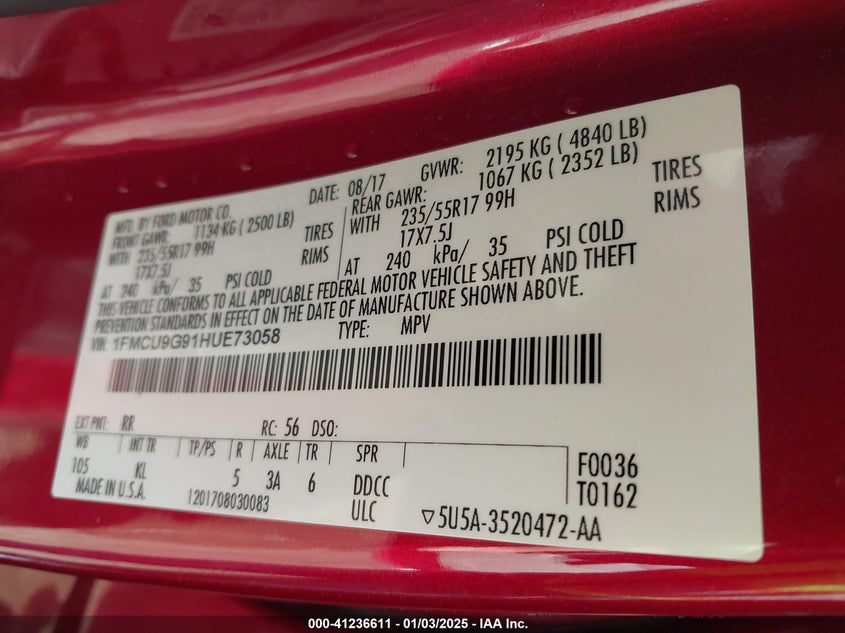 MFD. BY FORD MOTOR CO.
DATE: 08/17 GVWR: 2195 KG ( 4840 LB)
FRONT GAWR: 1134 KG ( 2500 LB) REAR GAWR: 1067 KG ( 2352 LB)
WITH 235/55R17 99H TIRES WITH 235/55R17 99H TIRES
17X7.5J RIMS 17X7.5J RIMS
AT 240 kPa/ 35 PSI COLD AT 240 kPa/ 35 PSI COLD
THIS VEHICLE CONFORMS TO ALL APPLICABLE FEDERAL MOTOR VEHICLE SAFETY AND THEFT
PREVENTION STANDARDS IN EFFECT ON THE DATE OF MANUFACTURE SHOWN ABOVE.
VIN: 1FMCU9G91HUE73058 TYPE: MPV
EXT PNT: RR RC: 56 DSO:
WB INT TR TP/PS R AXLE TR SPR
105 KL 5 3A 6 DDCC F0036
MADE IN U.S.A. 1201708030083 ULC T0162
▽5U5A-3520472-AA
000-41236611 — 01/03/2025 — IAA Inc.